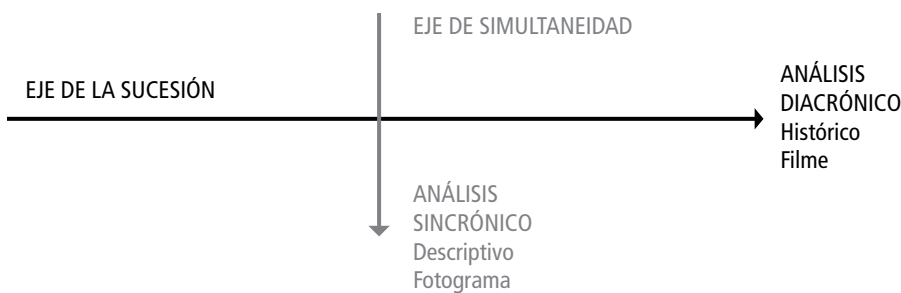 EJE DE SIMULTANEIDAD
EJE DE LA SUCESIÓN
ANÁLISIS
DIACRÓNICO
Histórico
Filme
ANÁLISIS
SINCRÓNICO
Descriptivo
Fotograma